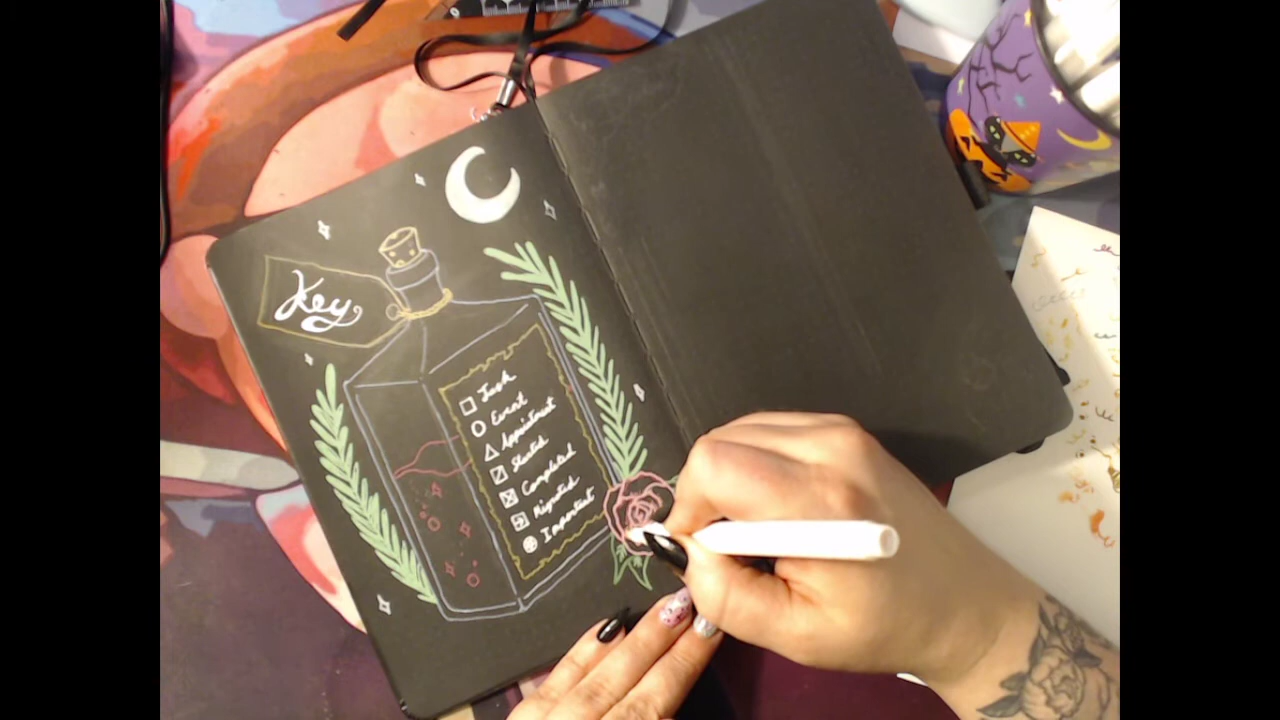 Key
Task
Event
Appointment
Started
Completed
Migrated
Important